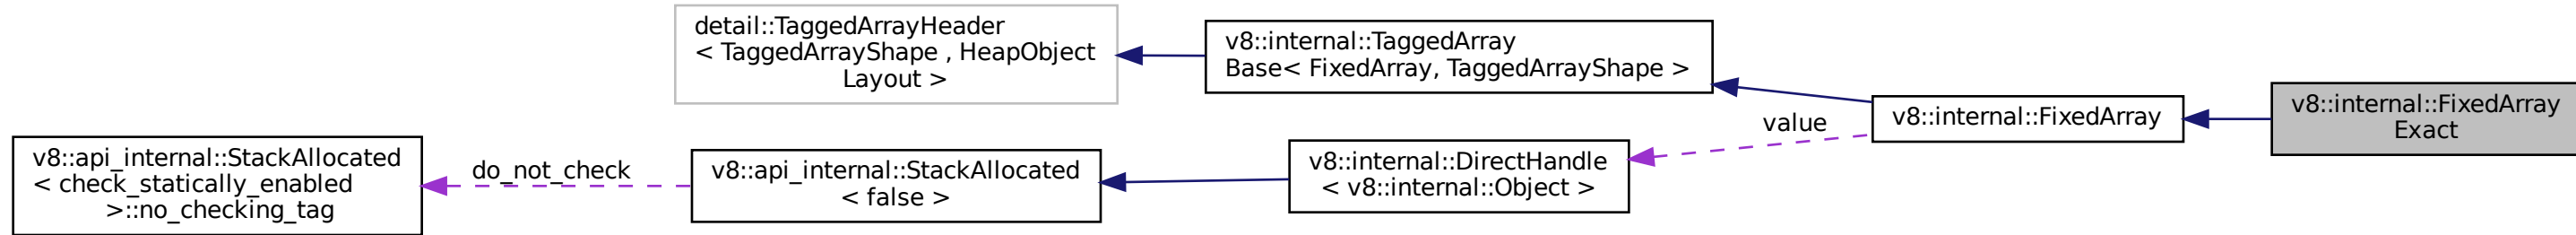 detail::TaggedArrayHeader
< TaggedArrayShape , HeapObject
Layout >
v8::internal::TaggedArray
Base< FixedArray, TaggedArrayShape >
v8::internal::FixedArray
Exact
v8::internal::FixedArray
value
v8::internal::DirectHandle
< v8::internal::Object >
v8::api_internal::StackAllocated
< false >
do_not_check
v8::api_internal::StackAllocated
< check_statically_enabled
>::no_checking_tag